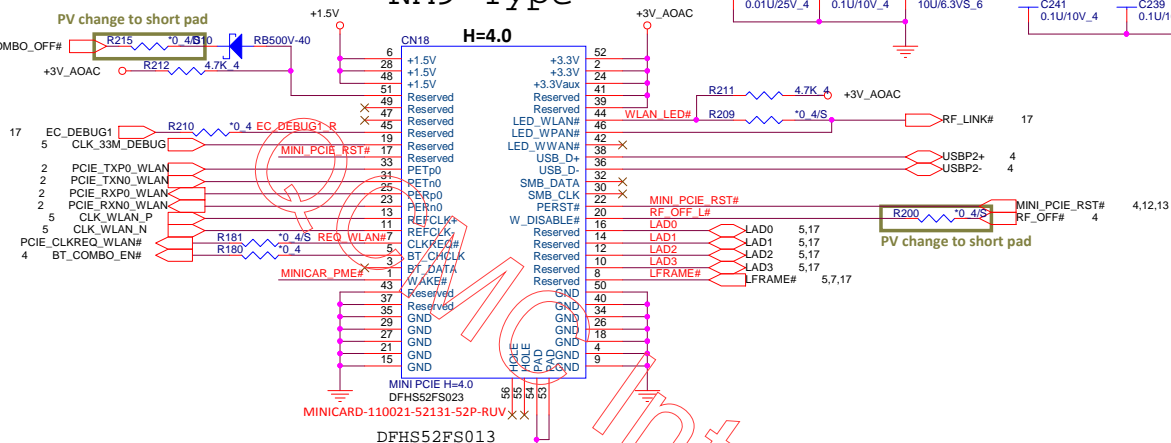 NAS Type
0.01U/25V_4
0.1U/10V_4
10U/6.3VS_6
C241
0.1U/10V_4
C239
PV change to short pad
+1.5V
+3V_AOAC
COMBO_OFF#
R215
*0_4/S
D10
RB500V-40
CN18
H=4.0
+3V_AOAC
R212
4.7K_4
6 +1.5V +3.3V 52
28 +1.5V +3.3V 2
48 +1.5V +3.3Vaux 24
51 Reserved Reserved 41
49 Reserved Reserved 39
47 Reserved LED_WLAN# 44
45 Reserved LED_WPAN# 46
19 Reserved LED_WWAN# 42
17 Reserved USB_D+ 38
33 PETp0 USB_D- 36
31 PETn0 SMB_DATA 32
25 PERp0 SMB_CLK 30
23 PERn0 PERST# 22
13 REFCLK+ W_DISABLE# 20
11 REFCLK- Reserved 16
7 CLKREQ# Reserved 14
5 BT_CHCLK Reserved 12
3 BT_DATA Reserved 10
1 WAKE# Reserved 8
43 Reserved GND 50
37 Reserved GND 40
35 GND GND 34
29 GND GND 26
27 GND GND 18
21 GND GND 4
15 GND GND 9
HOLE 56
HOLE 55
PAD 54
PAD 53
17 EC_DEBUG1 R210 *0_4 EC_DEBUG1_R
5 CLK_33M_DEBUG
MINI_PCIE_RST#
2 PCIE_TXP0_WLAN
2 PCIE_TXN0_WLAN
2 PCIE_RXP0_WLAN
2 PCIE_RXN0_WLAN
5 CLK_WLAN_P
5 CLK_WLAN_N
PCIE_CLKREQ_WLAN# R181 *0_4/S REQ_WLAN#
4 BT_COMBO_EN# R180 *0_4
MINICAR_PME#
R211 4.7K_4 +3V_AOAC
WLAN_LED# R209 *0_4/S RF_LINK# 17
USBP2+ 4
USBP2- 4
MINI_PCIE_RST# MINI_PCIE_RST# 4,12,13
RF_OFF_L# R200 *0_4/S RF_OFF# 4
PV change to short pad
LAD0 LAD0 5,17
LAD1 LAD1 5,17
LAD2 LAD2 5,17
LAD3 LAD3 5,17
LFRAME# LFRAME# 5,7,17
MINI PCIE H=4.0
DFHS52FS023
MINICARD-110021-52131-52P-RUV
DFHS52FS013